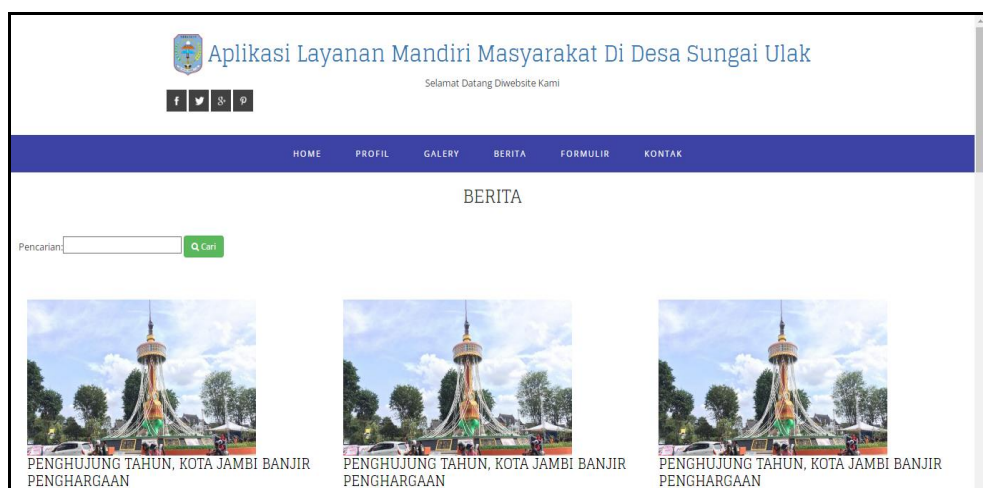 Aplikasi Layanan Mandiri Masyarakat Di Desa Sungai Ulak
Selamat Datang Diwebsite Kami
HOME PROFIL GALERY BERITA FORMULIR KONTAK
BERITA
Pencarian: Cari
PENGHUJUNG TAHUN, KOTA JAMBI BANJIR
PENGHARGAAN
PENGHUJUNG TAHUN, KOTA JAMBI BANJIR
PENGHARGAAN
PENGHUJUNG TAHUN, KOTA JAMBI BANJIR
PENGHARGAAN